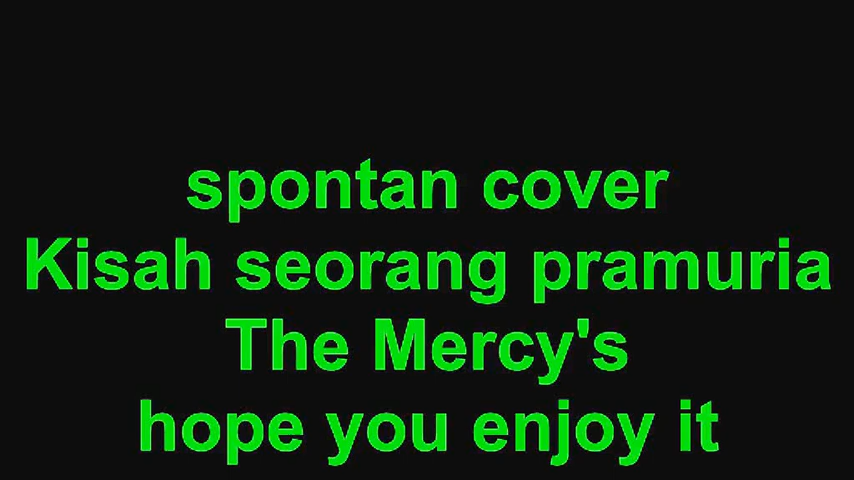 spontan cover
Kisah seorang pramuria
The Mercy's
hope you enjoy it